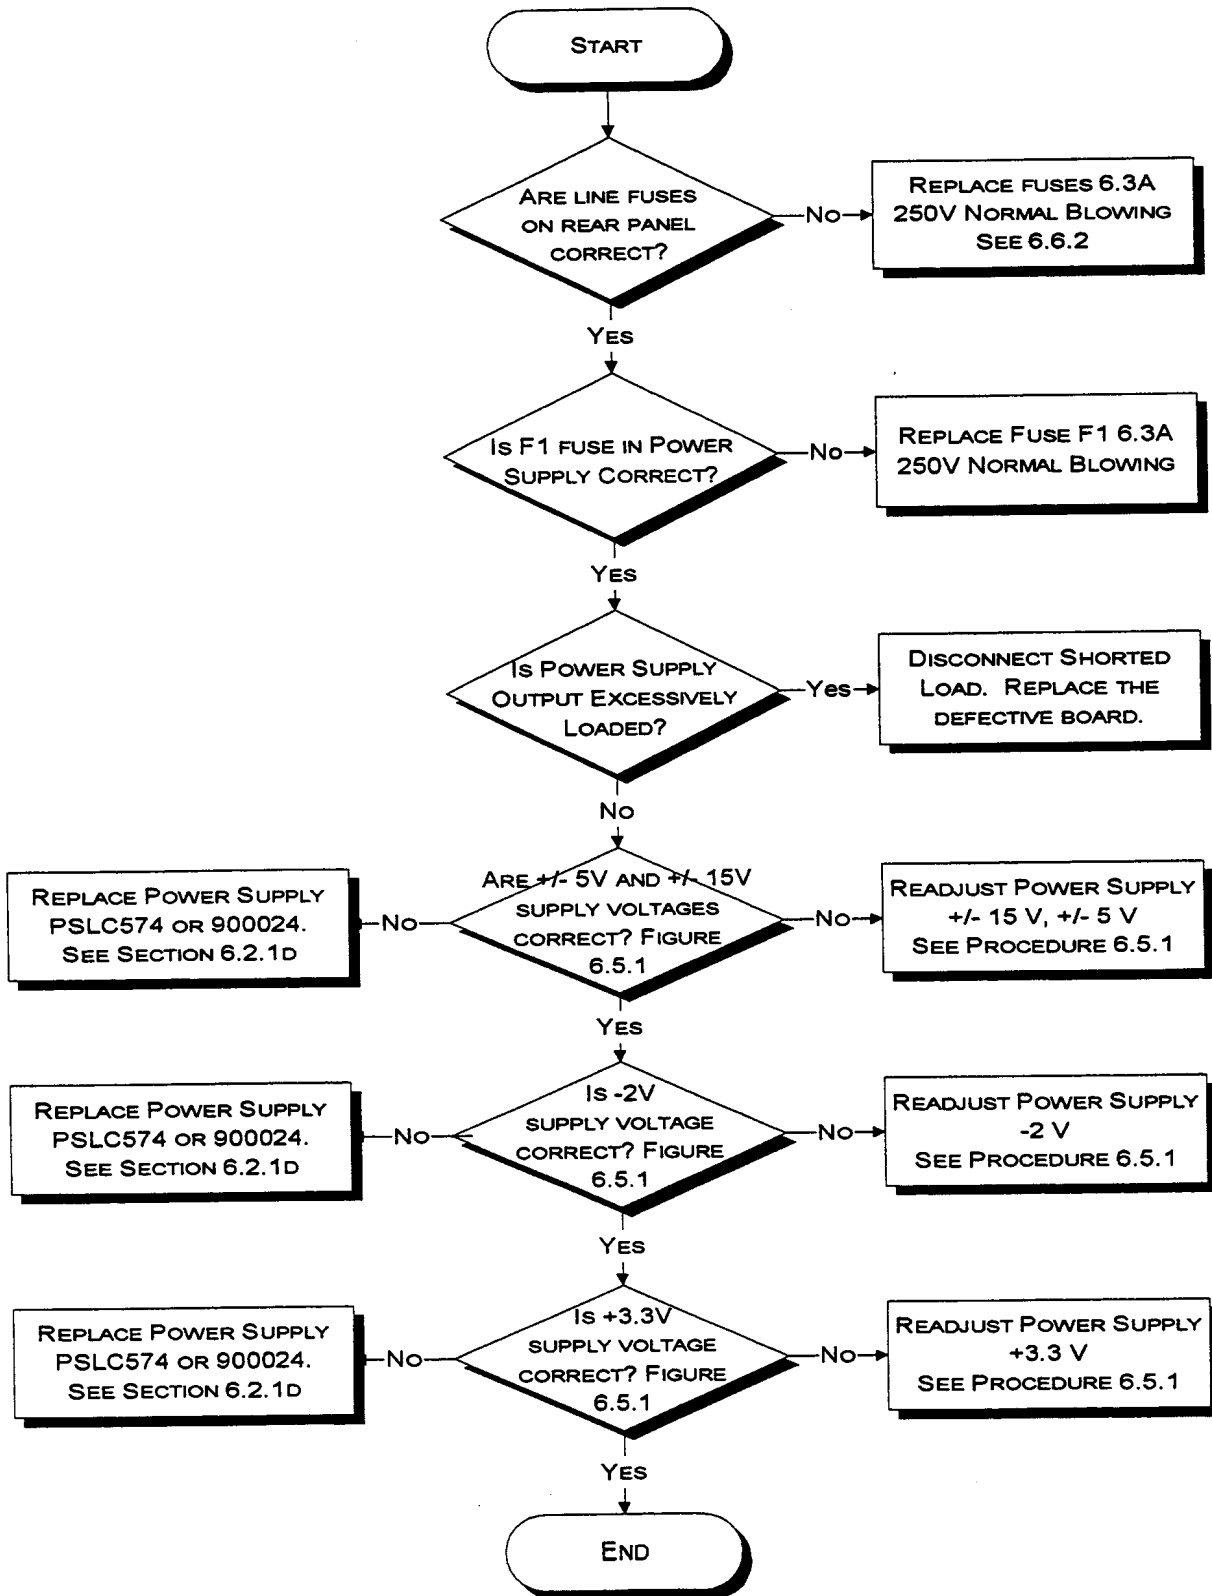 START
ARE LINE FUSES
ON REAR PANEL
CORRECT?
NO
REPLACE FUSES 6.3A
250V NORMAL BLOWING
SEE 6.6.2
YES
IS F1 FUSE IN POWER
SUPPLY CORRECT?
NO
REPLACE FUSE F1 6.3A
250V NORMAL BLOWING
YES
IS POWER SUPPLY
OUTPUT EXCESSIVELY
LOADED?
Yes
DISCONNECT SHORTED
LOAD. REPLACE THE
DEFECTIVE BOARD.
NO
ARE +/- 5V AND +/- 15V
SUPPLY VOLTAGES
CORRECT? FIGURE
6.5.1
NO
REPLACE POWER SUPPLY
PSLC574 OR 900024.
SEE SECTION 6.2.1D
NO
READJUST POWER SUPPLY
+/- 15 V, +/- 5 V
SEE PROCEDURE 6.5.1
YES
IS -2V
SUPPLY VOLTAGE
CORRECT? FIGURE
6.5.1
NO
REPLACE POWER SUPPLY
PSLC574 OR 900024.
SEE SECTION 6.2.1D
NO
READJUST POWER SUPPLY
-2 V
SEE PROCEDURE 6.5.1
YES
IS +3.3V
SUPPLY VOLTAGE
CORRECT? FIGURE
6.5.1
NO
REPLACE POWER SUPPLY
PSLC574 OR 900024.
SEE SECTION 6.2.1D
NO
READJUST POWER SUPPLY
+3.3 V
SEE PROCEDURE 6.5.1
YES
END